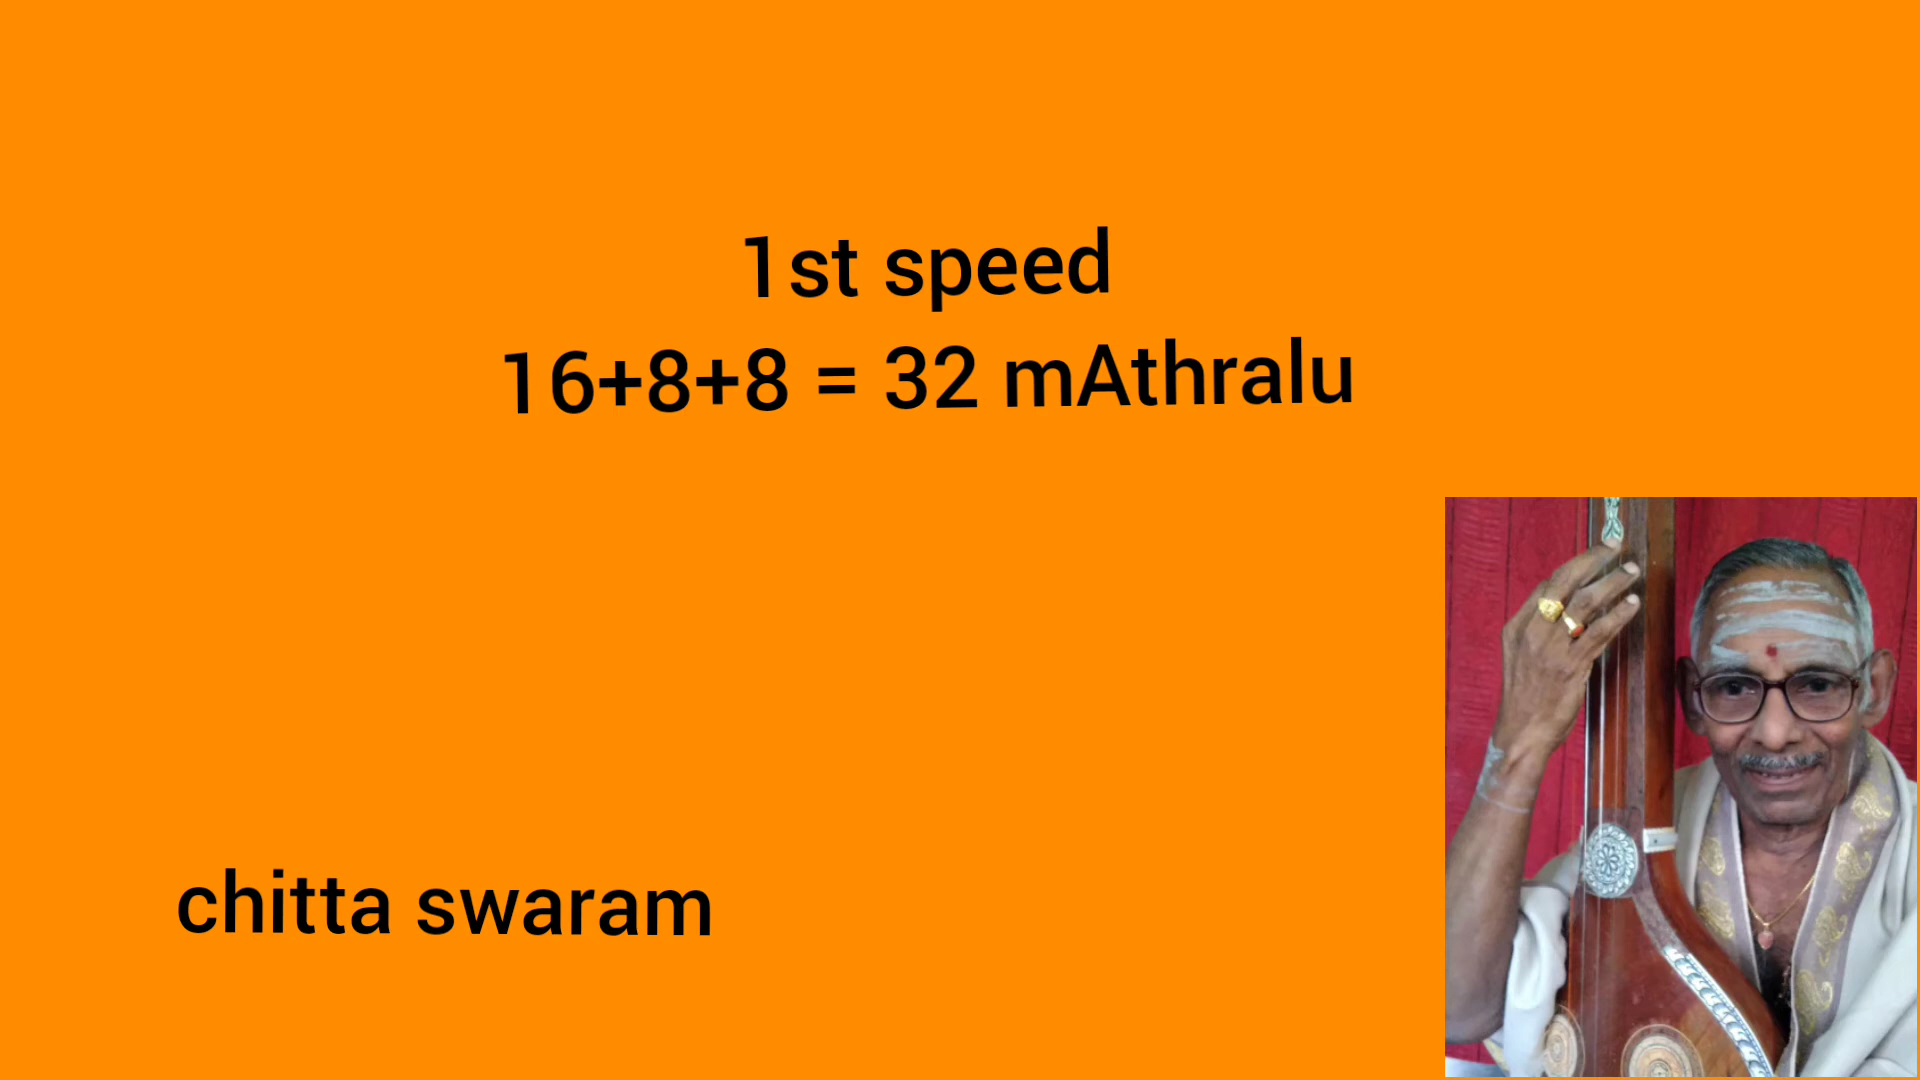 1st speed
16+8+8 = 32 mAthralu
chitta swaram